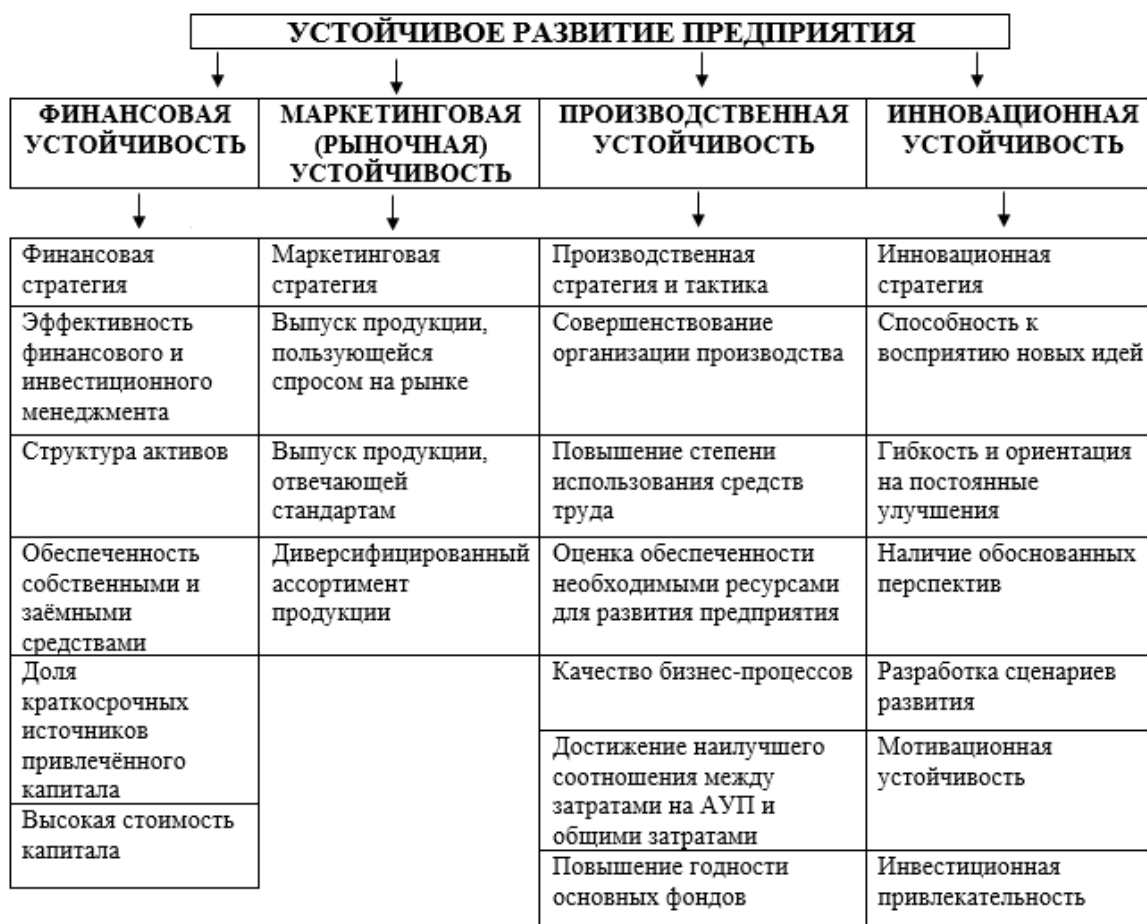 УСТОЙЧИВОЕ РАЗВИТИЕ ПРЕДПРИЯТИЯ
ФИНАНСОВАЯ
УСТОЙЧИВОСТЬ
МАРКЕТИНГОВАЯ
(РЫНОЧНАЯ)
УСТОЙЧИВОСТЬ
ПРОИЗВОДСТВЕННАЯ
УСТОЙЧИВОСТЬ
ИННОВАЦИОННАЯ
УСТОЙЧИВОСТЬ
Финансовая
стратегия
Маркетинговая
стратегия
Производственная
стратегия и тактика
Инновационная
стратегия
Эффективность
финансового и
инвестиционного
менеджмента
Выпуск продукции,
пользующейся
спросом на рынке
Совершенствование
организации производства
Способность к
восприятию новых идей
Структура активов
Выпуск продукции,
отвечающей
стандартам
Повышение степени
использования средств
труда
Гибкость и ориентация
на постоянные
улучшения
Обеспеченность
собственными и
заёмными
средствами
Диверсифицированный
ассортимент
продукции
Оценка обеспеченности
необходимыми ресурсами
для развития предприятия
Наличие обоснованных
перспектив
Доля
краткосрочных
источников
привлечённого
капитала
Качество бизнес-процессов
Разработка сценариев
развития
Достижение наилучшего
соотношения между
затратами на АУП и
общими затратами
Мотивационная
устойчивость
Высокая стоимость
капитала
Повышение годности
основных фондов
Инвестиционная
привлекательность